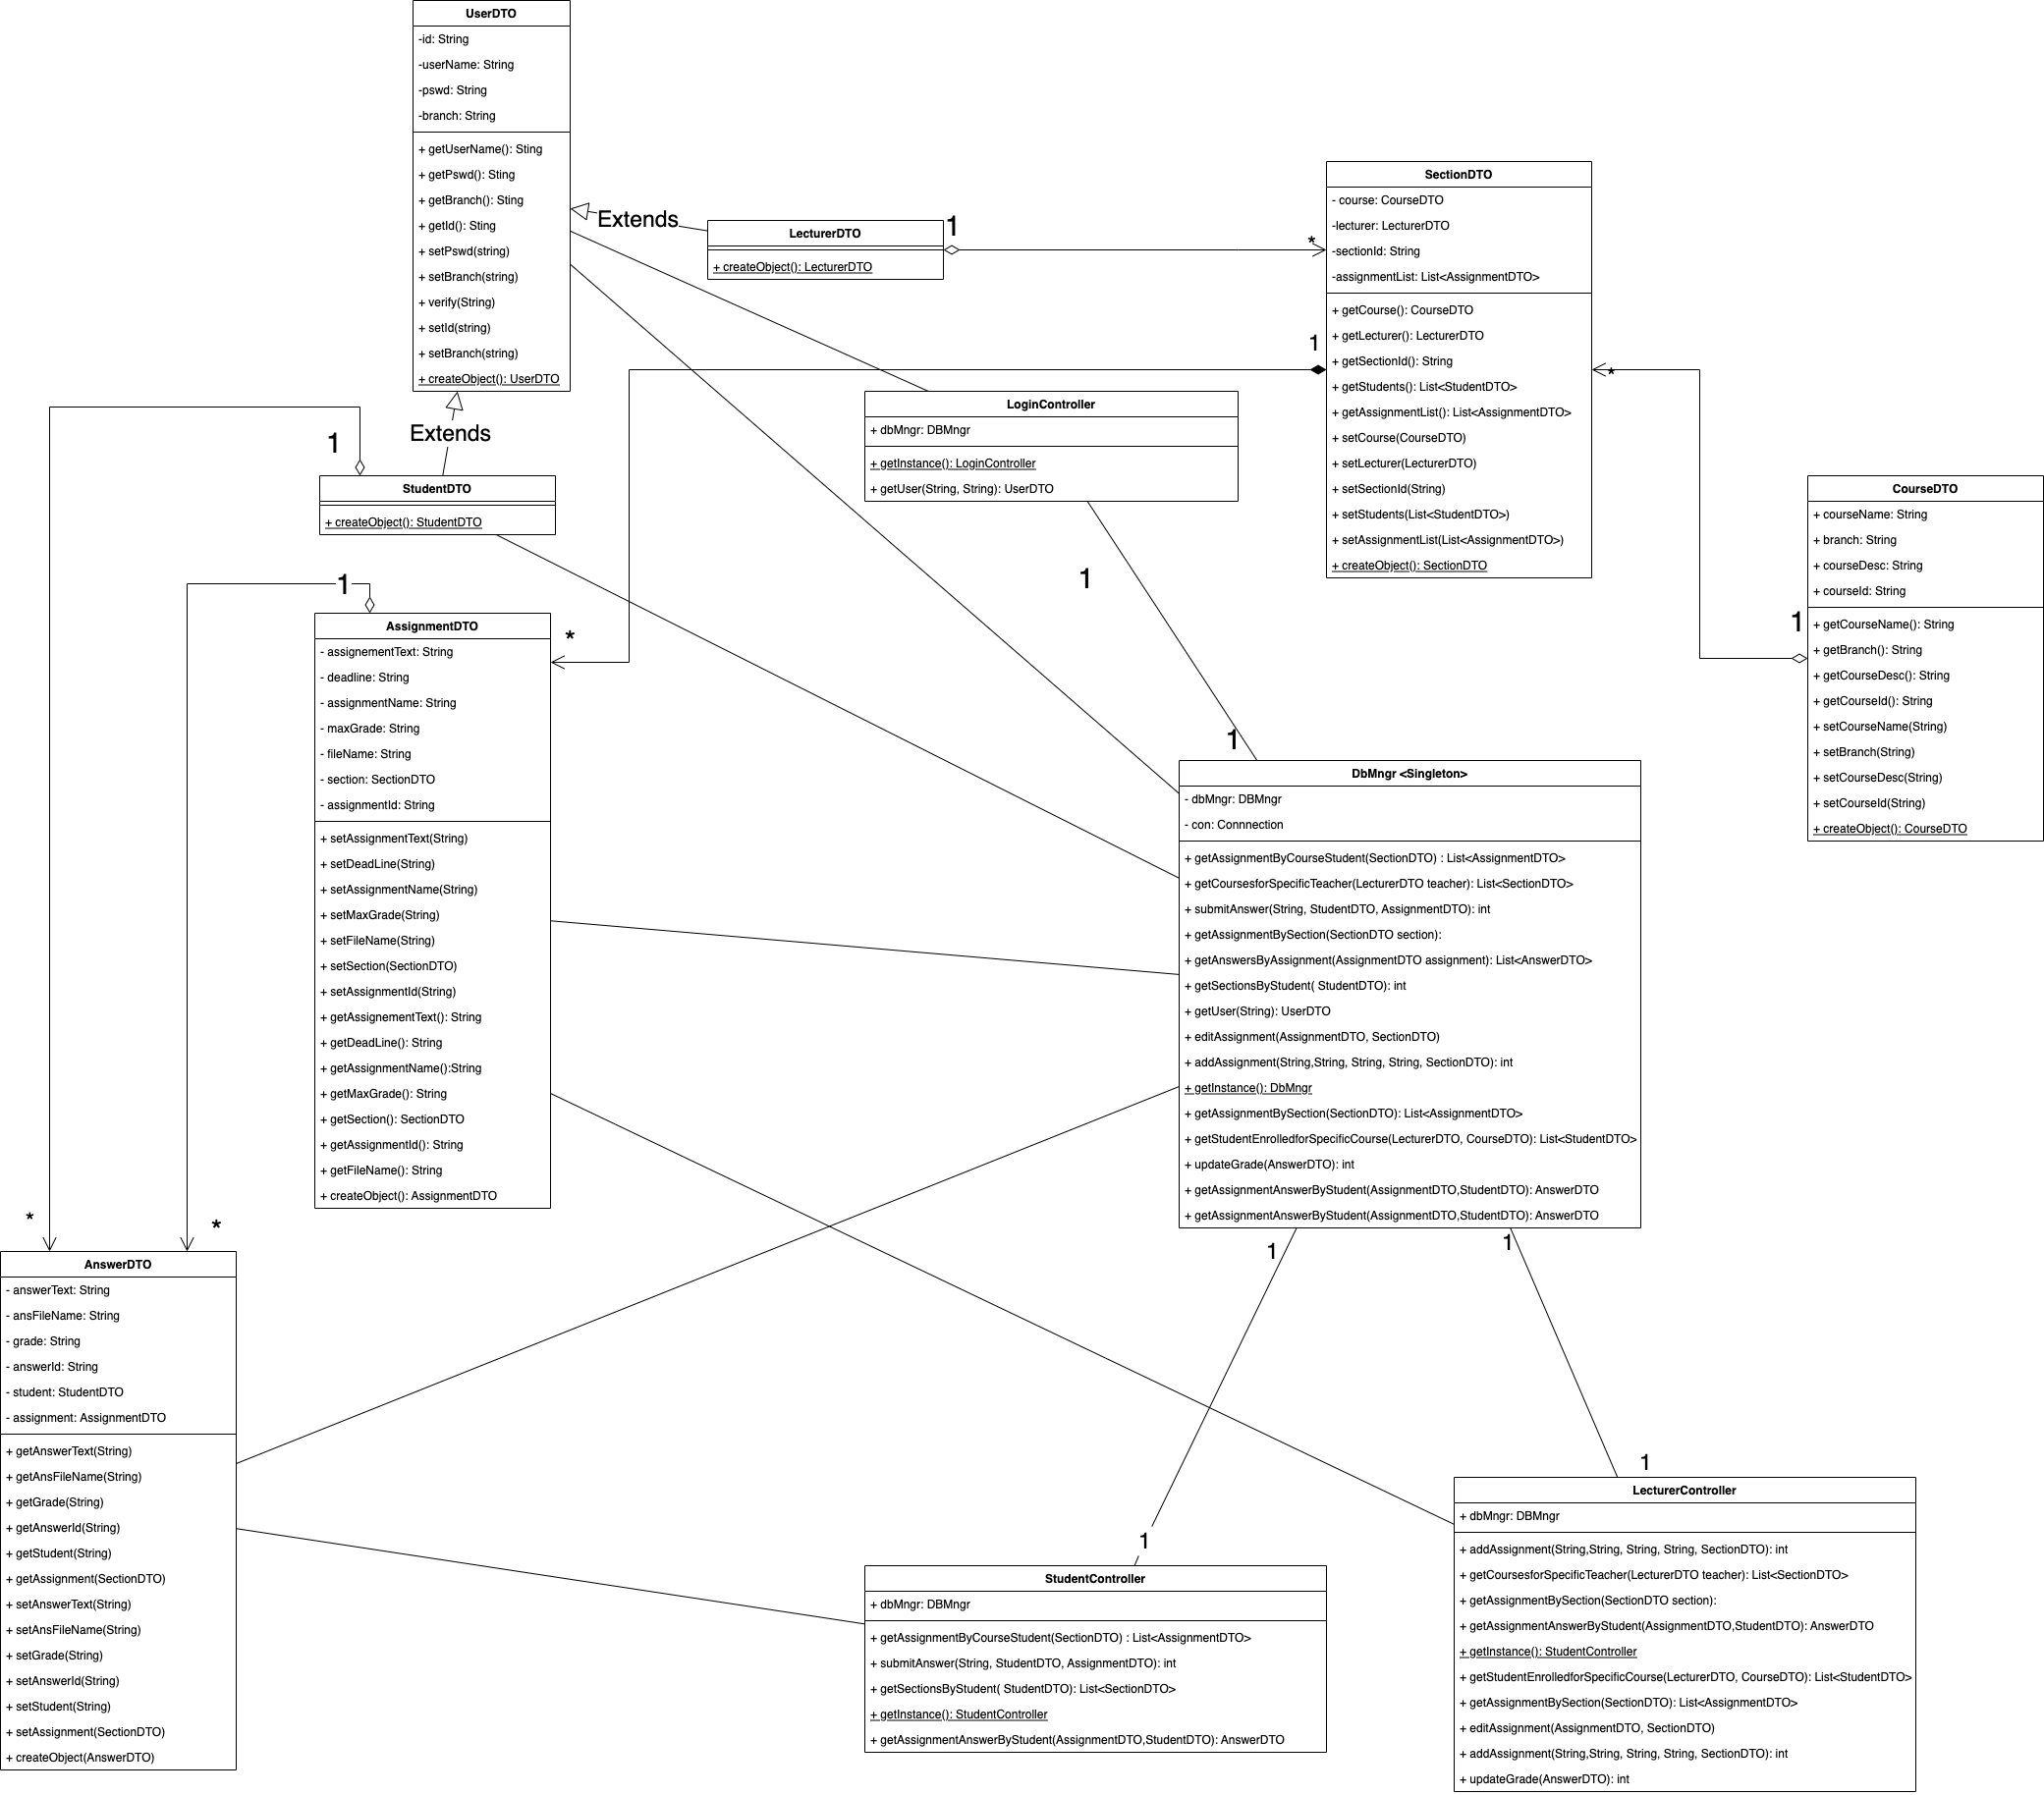 UserDTO
-id: String
-userName: String
-pswd: String
-branch: String
+ getUserName(): Sting
+ getPswd(): Sting
+ getBranch(): Sting
+ getId(): Sting
+ setPswd(string)
+ setBranch(string)
+ verify(String)
+ setId(string)
+ setBranch(string)
+ createObject(): UserDTO
Extends
LecturerDTO
+ createObject(): LecturerDTO
1
*
SectionDTO
- course: CourseDTO
-lecturer: LecturerDTO
-sectionId: String
-assignmentList: List<AssignmentDTO>
+ getCourse(): CourseDTO
+ getLecturer(): LecturerDTO
+ getSectionId(): String
+ getStudents(): List<StudentDTO>
+ getAssignmentList(): List<AssignmentDTO>
+ setCourse(CourseDTO)
+ setLecturer(LecturerDTO)
+ setSectionId(String)
+ setStudents(List<StudentDTO>)
+ setAssignmentList(List<AssignmentDTO>)
+ createObject(): SectionDTO
1
*
LoginController
+ dbMngr: DBMngr
+ getInstance(): LoginController
+ getUser(String, String): UserDTO
1
1
Extends
1
StudentDTO
+ createObject(): StudentDTO
CourseDTO
+ courseName: String
+ branch: String
+ courseDesc: String
+ courseId: String
+ getCourseName(): String
+ getBranch(): String
+ getCourseDesc(): String
+ getCourseId(): String
+ setCourseName(String)
+ setBranch(String)
+ setCourseDesc(String)
+ setCourseId(String)
+ createObject(): CourseDTO
1
1
*
AssignmentDTO
- assignementText: String
- deadline: String
- assignmentName: String
- maxGrade: String
- fileName: String
- section: SectionDTO
- assignmentId: String
+ setAssignmentText(String)
+ setDeadLine(String)
+ setAssignmentName(String)
+ setMaxGrade(String)
+ setFileName(String)
+ setSection(SectionDTO)
+ setAssignmentId(String)
+ getAssignementText(): String
+ getDeadLine(): String
+ getAssignmentName():String
+ getMaxGrade(): String
+ getSection(): SectionDTO
+ getAssignmentId(): String
+ getFileName(): String
+ createObject(): AssignmentDTO
DbMngr <Singleton>
- dbMngr: DBMngr
- con: Connnection
+ getAssignmentByCourseStudent(SectionDTO) : List<AssignmentDTO>
+ getCoursesforSpecificTeacher(LecturerDTO teacher): List<SectionDTO>
+ submitAnswer(String, StudentDTO, AssignmentDTO): int
+ getAssignmentBySection(SectionDTO section):
+ getAnswersByAssignment(AssignmentDTO assignment): List<AnswerDTO>
+ getSectionsByStudent( StudentDTO): int
+ getUser(String): UserDTO
+ editAssignment(AssignmentDTO, SectionDTO)
+ addAssignment(String,String, String, String, SectionDTO): int
+ getInstance(): DbMngr
+ getAssignmentBySection(SectionDTO): List<AssignmentDTO>
+ getStudentEnrolledforSpecificCourse(LecturerDTO, CourseDTO): List<StudentDTO>
+ updateGrade(AnswerDTO): int
+ getAssignmentAnswerByStudent(AssignmentDTO,StudentDTO): AnswerDTO
+ getAssignmentAnswerByStudent(AssignmentDTO,StudentDTO): AnswerDTO
1
1
*
*
AnswerDTO
- answerText: String
- ansFileName: String
- grade: String
- answerId: String
- student: StudentDTO
- assignment: AssignmentDTO
+ getAnswerText(String)
+ getAnsFileName(String)
+ getGrade(String)
+ getAnswerId(String)
+ getStudent(String)
+ getAssignment(SectionDTO)
+ setAnswerText(String)
+ setAnsFileName(String)
+ setGrade(String)
+ setAnswerId(String)
+ setStudent(String)
+ setAssignment(SectionDTO)
+ createObject(AnswerDTO)
1
StudentController
+ dbMngr: DBMngr
+ getAssignmentByCourseStudent(SectionDTO) : List<AssignmentDTO>
+ submitAnswer(String, StudentDTO, AssignmentDTO): int
+ getSectionsByStudent( StudentDTO): List<SectionDTO>
+ getInstance(): StudentController
+ getAssignmentAnswerByStudent(AssignmentDTO,StudentDTO): AnswerDTO
1
LecturerController
+ dbMngr: DBMngr
+ addAssignment(String,String, String, String, SectionDTO): int
+ getCoursesforSpecificTeacher(LecturerDTO teacher): List<SectionDTO>
+ getAssignmentBySection(SectionDTO section):
+ getAssignmentAnswerByStudent(AssignmentDTO,StudentDTO): AnswerDTO
+ getInstance(): StudentController
+ getStudentEnrolledforSpecificCourse(LecturerDTO, CourseDTO): List<StudentDTO>
+ getAssignmentBySection(SectionDTO): List<AssignmentDTO>
+ editAssignment(AssignmentDTO, SectionDTO)
+ addAssignment(String,String, String, String, SectionDTO): int
+ updateGrade(AnswerDTO): int